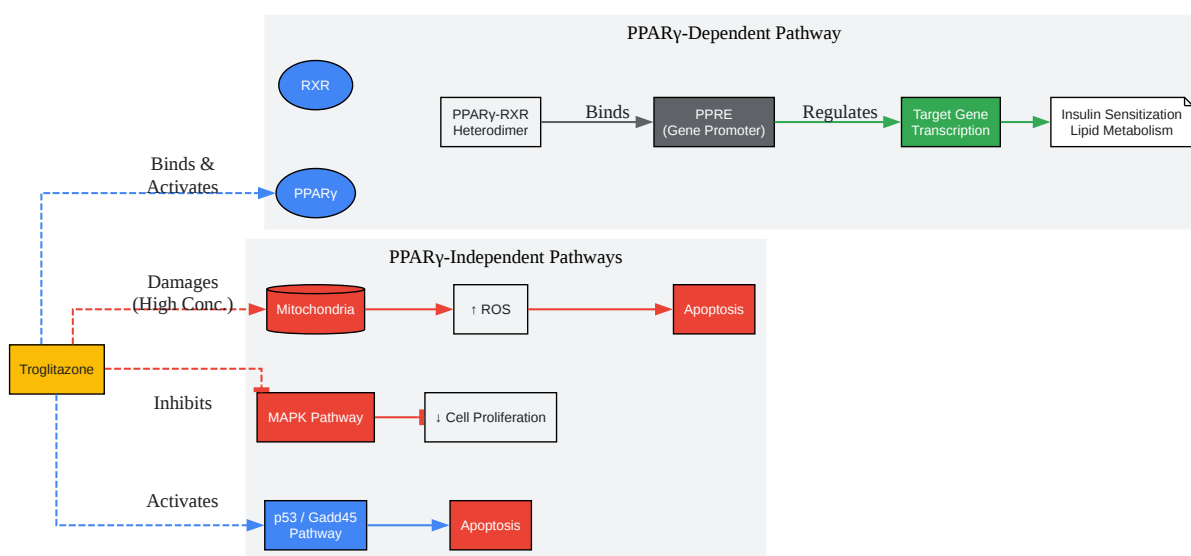 PPARγ-Dependent Pathway
RXR
PPARγ-RXR
Heterodimer
Binds
PPRE
(Gene Promoter)
Regulates
Target Gene
Transcription
Insulin Sensitization
Lipid Metabolism
Binds &
Activates
PPARγ
PPARγ-Independent Pathways
Damages
(High Conc.)
Mitochondria
↑ ROS
Apoptosis
Troglitazone
Inhibits
MAPK Pathway
↓ Cell Proliferation
Activates
p53 / Gadd45
Pathway
Apoptosis